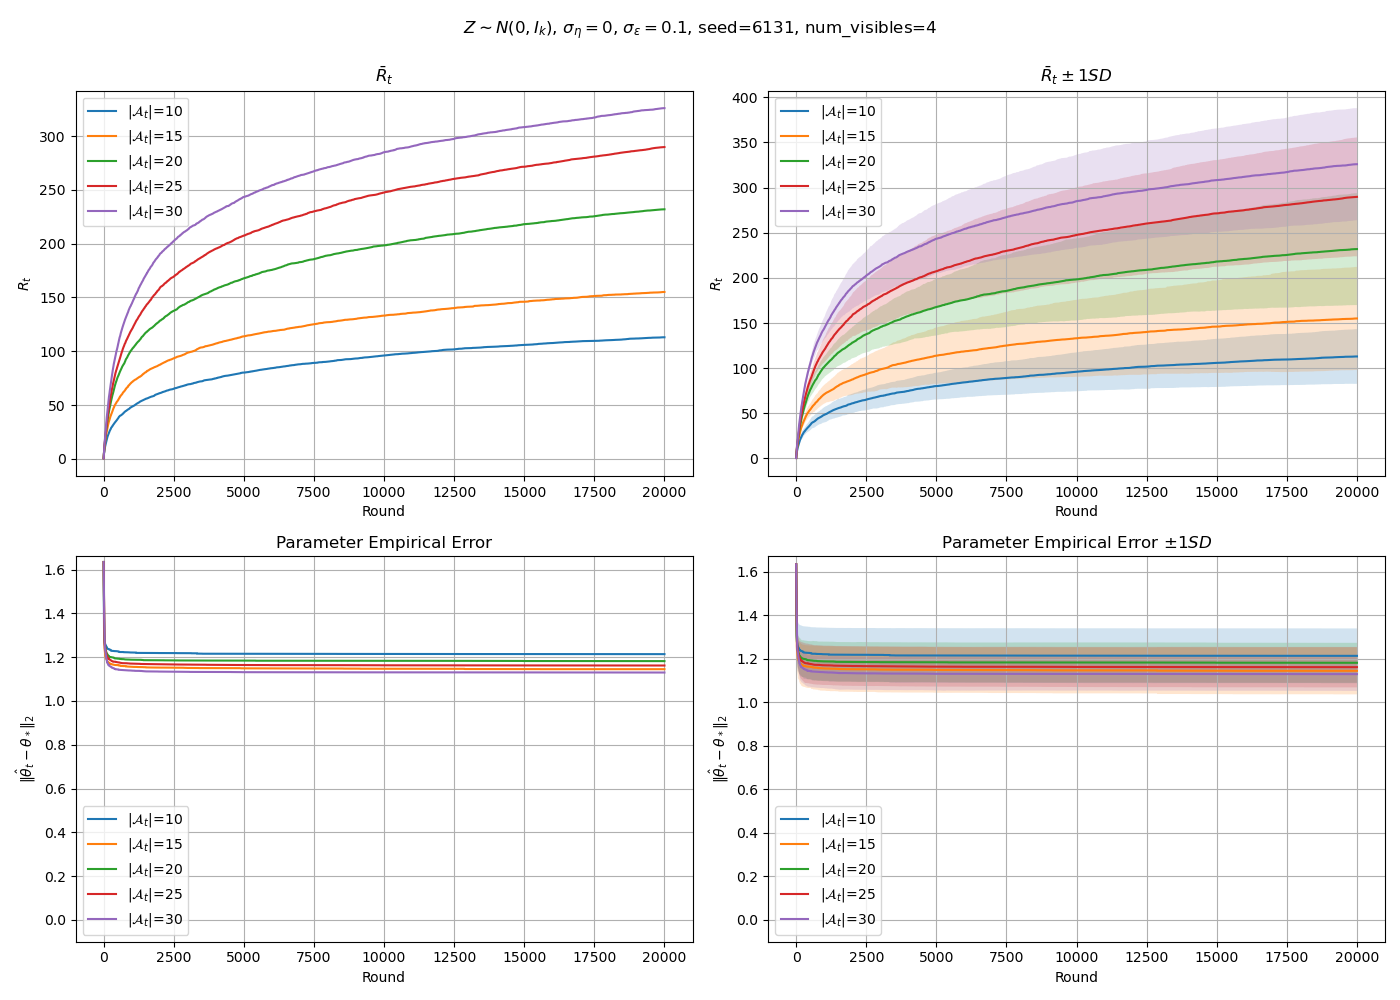 Z ∼ N(0, I_k), σ_η = 0, σ_ε = 0.1, seed=6131, num_visibles=4
R̄_t
R_t
300
250
200
150
100
50
0
|𝒜_t|=10
|𝒜_t|=15
|𝒜_t|=20
|𝒜_t|=25
|𝒜_t|=30
0 2500 5000 7500 10000 12500 15000 17500 20000
Round
R̄_t ± 1SD
R_t
400
350
300
250
200
150
100
50
0
|𝒜_t|=10
|𝒜_t|=15
|𝒜_t|=20
|𝒜_t|=25
|𝒜_t|=30
0 2500 5000 7500 10000 12500 15000 17500 20000
Round
Parameter Empirical Error
‖θ̂_t − θ_*‖₂
1.6
1.4
1.2
1.0
0.8
0.6
0.4
0.2
0.0
|𝒜_t|=10
|𝒜_t|=15
|𝒜_t|=20
|𝒜_t|=25
|𝒜_t|=30
0 2500 5000 7500 10000 12500 15000 17500 20000
Round
Parameter Empirical Error ±1SD
‖θ̂_t − θ_*‖₂
1.6
1.4
1.2
1.0
0.8
0.6
0.4
0.2
0.0
|𝒜_t|=10
|𝒜_t|=15
|𝒜_t|=20
|𝒜_t|=25
|𝒜_t|=30
0 2500 5000 7500 10000 12500 15000 17500 20000
Round